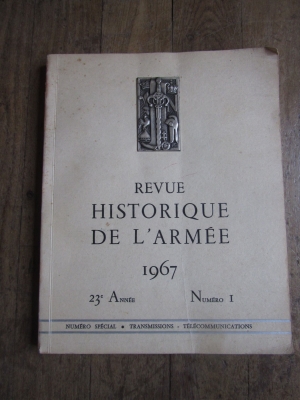 REVUE
HISTORIQUE
DE L'ARMÉE
1967
23e ANNÉE NUMÉRO 1
NUMÉRO SPÉCIAL • TRANSMISSIONS - TÉLÉCOMMUNICATIONS